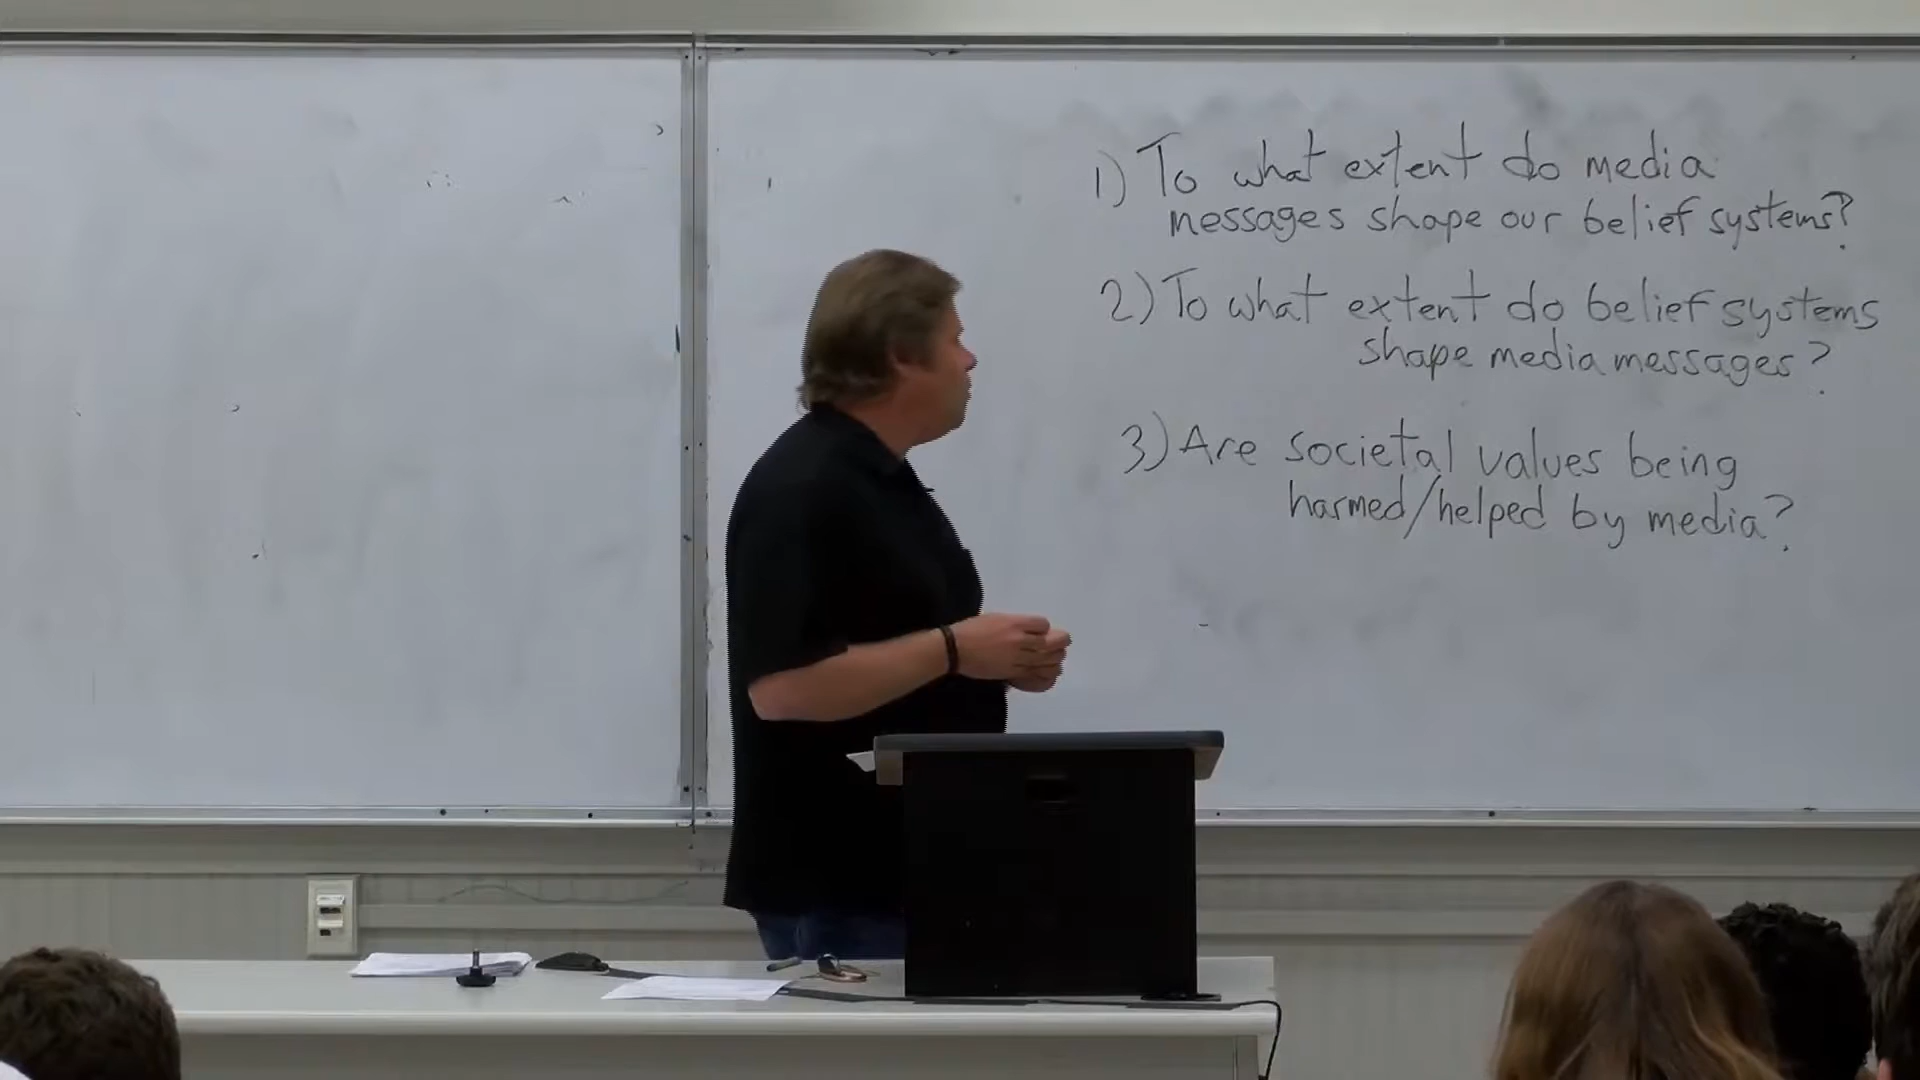 1) To what extent do media
messages shape our belief systems?
2) To what extent do belief systems
shape media messages?
3) Are societal values being
harmed/helped by media?